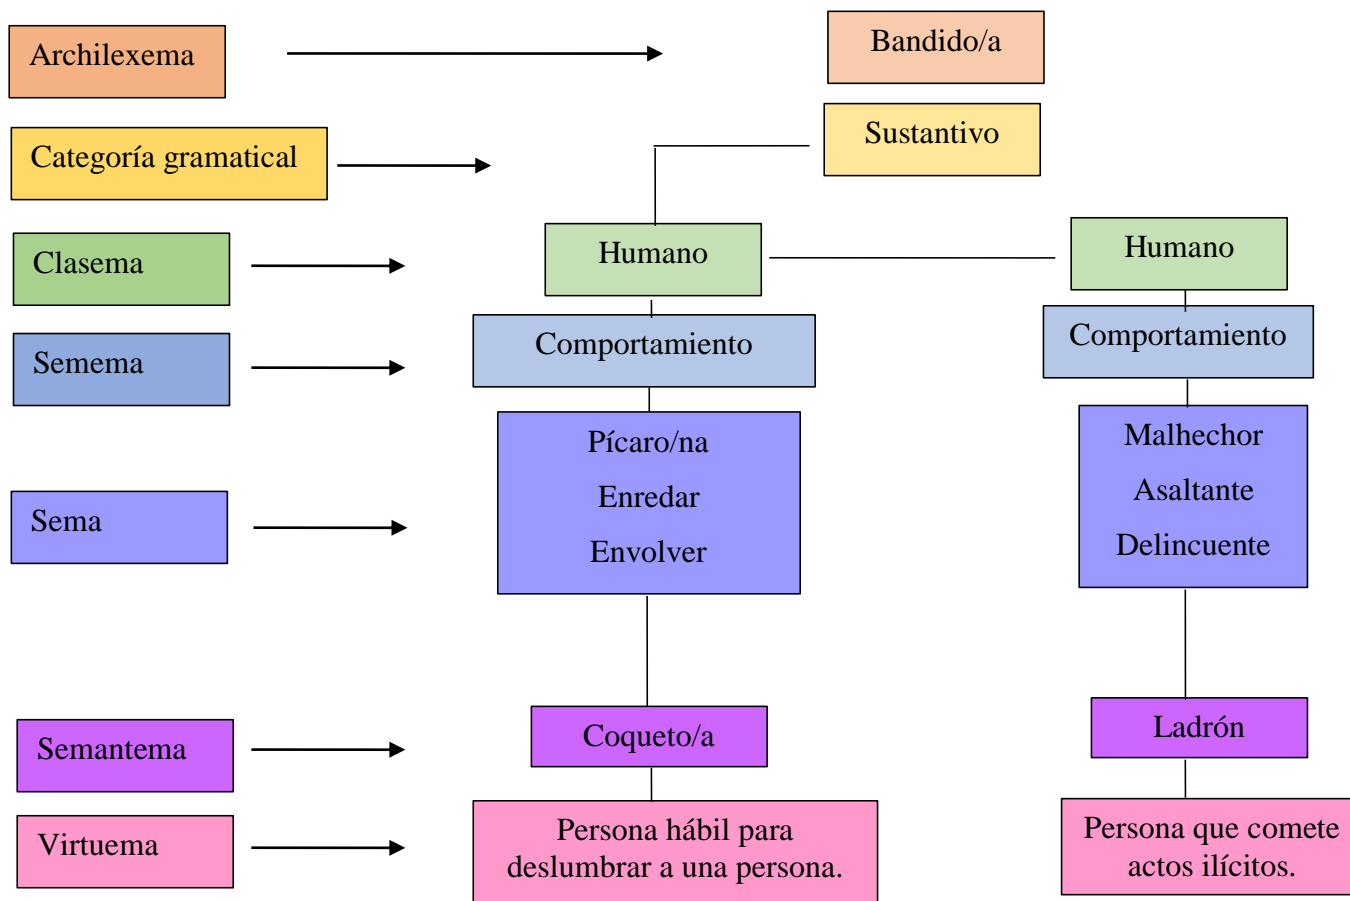 Archilexema
Bandido/a
Categoría gramatical
Sustantivo
Clasema
Humano
Humano
Semema
Comportamiento
Comportamiento
Sema
Pícaro/na
Enredar
Envolver
Malhechor
Asaltante
Delincuente
Semantema
Coqueto/a
Ladrón
Virtuema
Persona hábil para
deslumbrar a una persona.
Persona que comete
actos ilícitos.